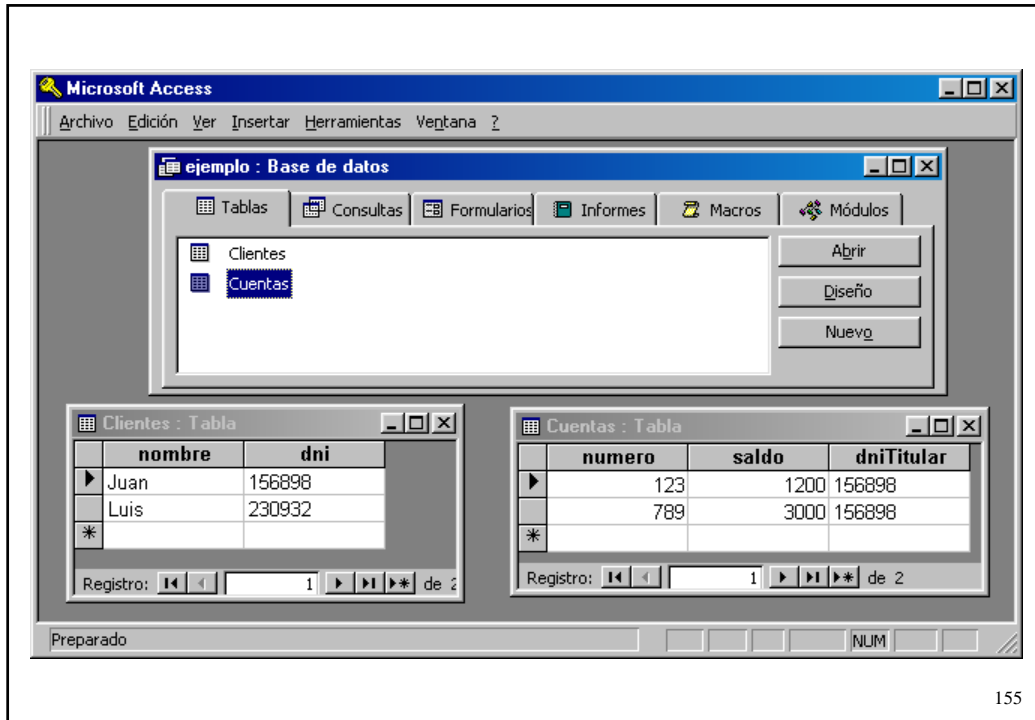 Microsoft Access
Archivo Edición Ver Insertar Herramientas Ventana ?
ejemplo : Base de datos
Tablas Consultas Formularios Informes Macros Módulos
Clientes
Cuentas
Abrir
Diseño
Nuevo
Clientes : Tabla
nombre dni
Juan 156898
Luis 230932
*
Registro: 1 de 2
Cuentas : Tabla
numero saldo dniTitular
123 1200 156898
789 3000 156898
*
Registro: 1 de 2
Preparado NUM
155